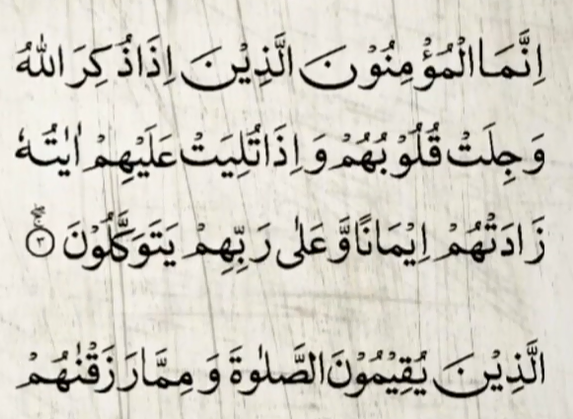 اِنَّمَا الْمُؤْمِنُوْنَ الَّذِيْنَ اِذَا ذُكِرَ اللّٰهُ
وَجِلَتْ قُلُوْبُهُمْ وَ اِذَا تُلِيَتْ عَلَيْهِمْ اٰيٰتُهٗ
زَادَتْهُمْ اِيْمَانًا وَّ عَلٰى رَبِّهِمْ يَتَوَكَّلُوْنَ ۝٣
الَّذِيْنَ يُقِيْمُوْنَ الصَّلٰوةَ وَ مِمَّا رَزَقْنٰهُمْ